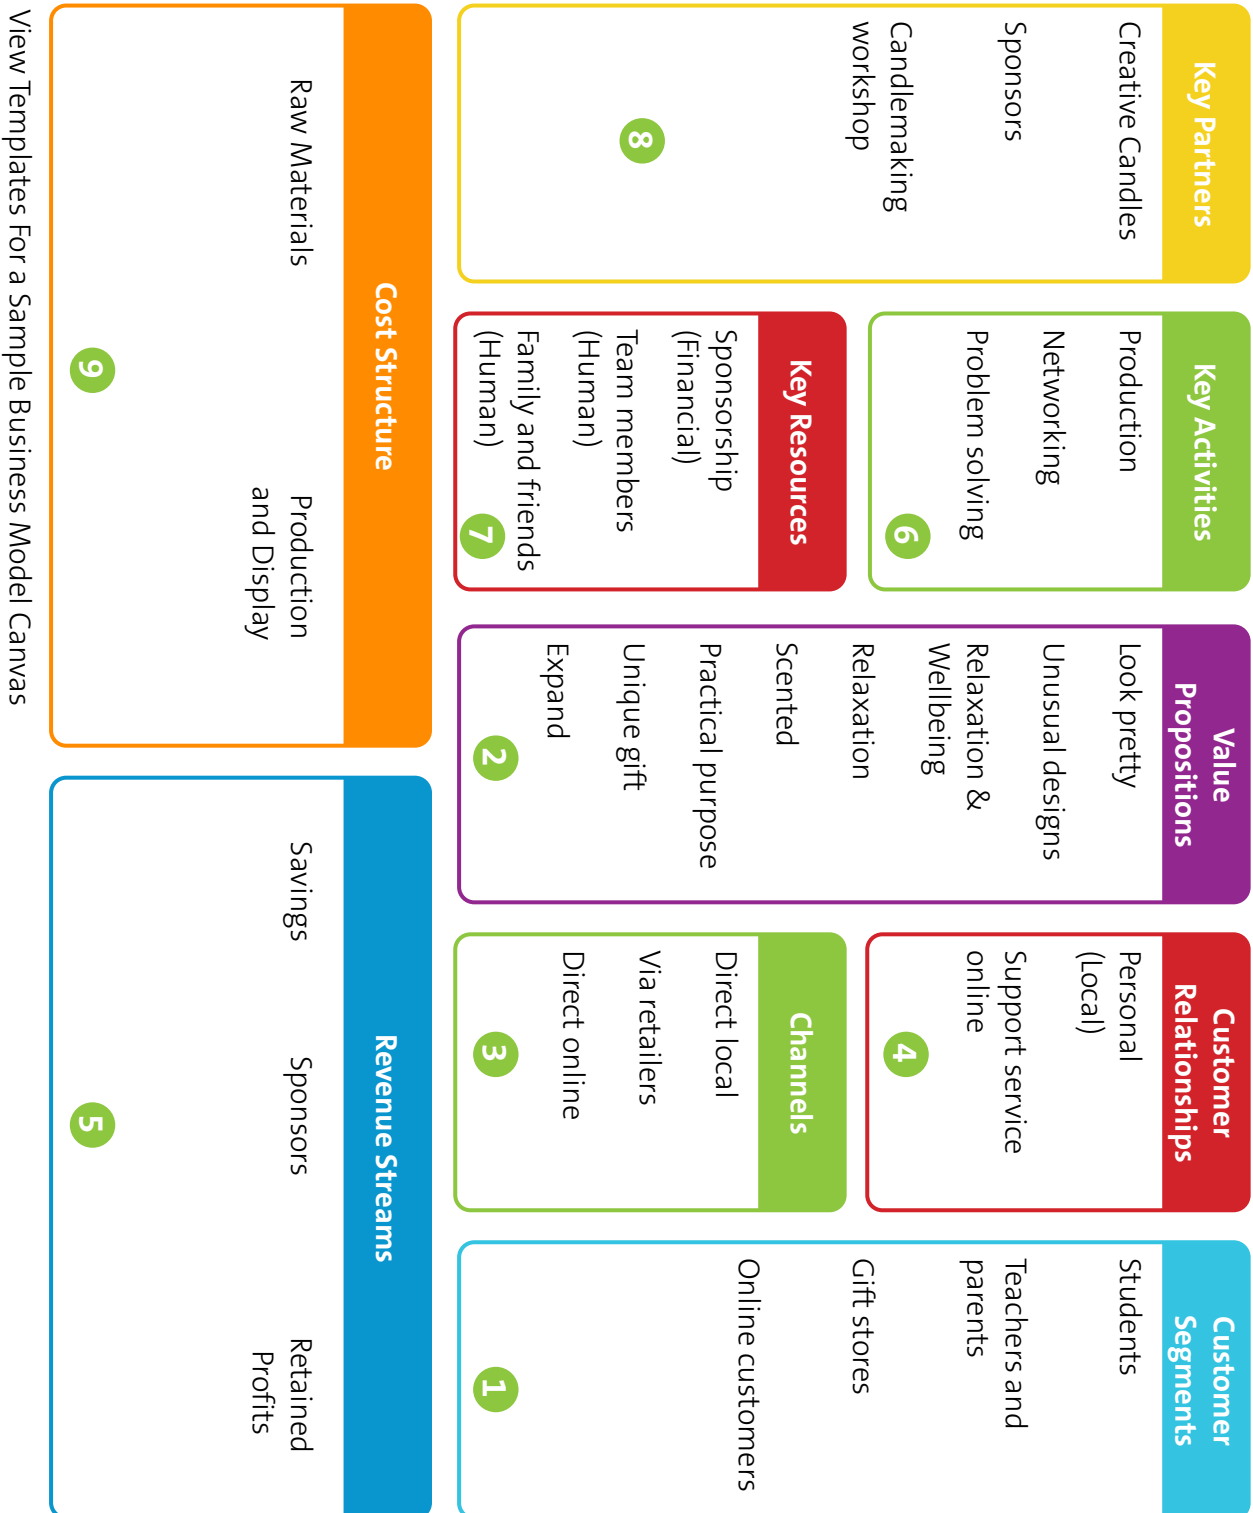 Key Partners
Creative Candles
Sponsors
Candlemaking
workshop
8
Key Activities
Production
Networking
Problem solving
6
Key Resources
Sponsorship
(Financial)
Team members
(Human)
Family and friends
(Human)
7
Value
Propositions
Look pretty
Unusual designs
Relaxation &
Wellbeing
Relaxation
Scented
Practical purpose
Unique gift
Expand
2
Customer
Relationships
Personal
(Local)
Support service
online
4
Channels
Direct local
Via retailers
Direct online
3
Customer
Segments
Students
Teachers and
parents
Gift stores
Online customers
1
Cost Structure
Raw Materials
Production
and Display
9
Revenue Streams
Savings
Sponsors
Retained
Profits
5
View Templates For a Sample Business Model Canvas